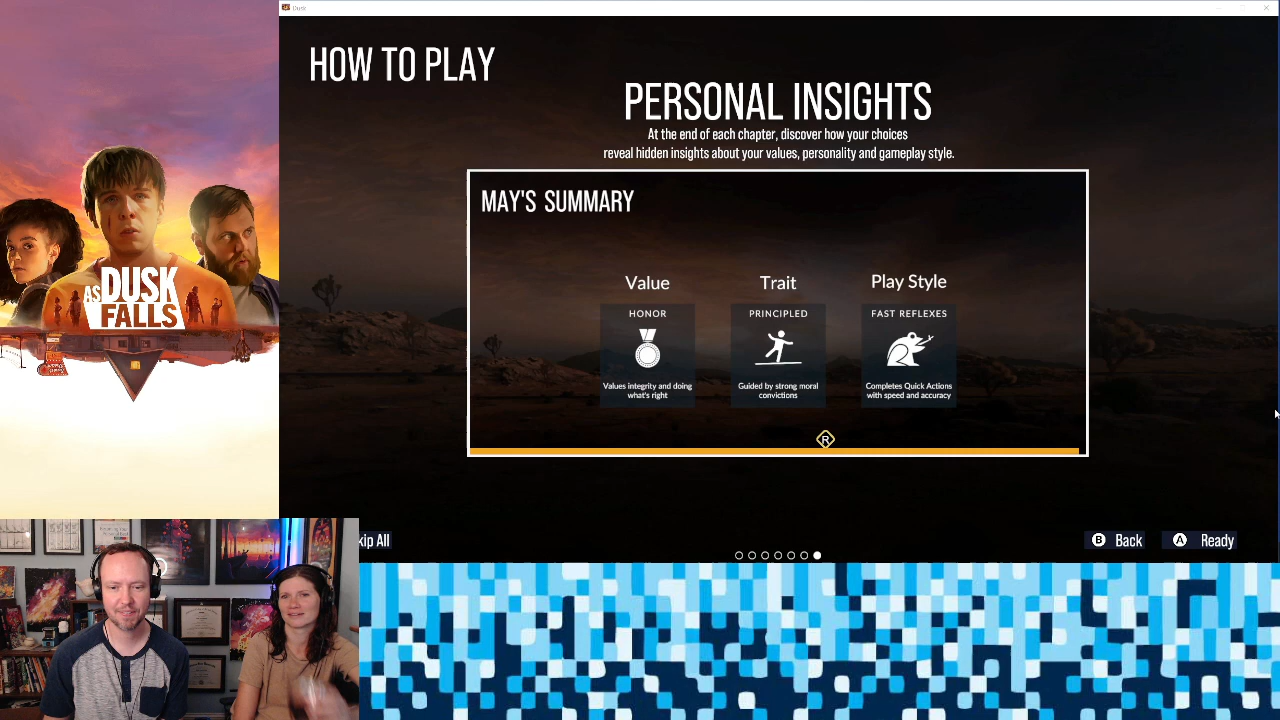 Dusk
HOW TO PLAY
PERSONAL INSIGHTS
At the end of each chapter, discover how your choices
reveal hidden insights about your values, personality and gameplay style.
MAY'S SUMMARY
Value
Trait
Play Style
HONOR
PRINCIPLED
FAST REFLEXES
Values integrity and doing
what's right
Guided by strong moral
convictions
Completes Quick Actions
with speed and accuracy
R
kip All
B Back
A Ready
AS DUSK
FALLS